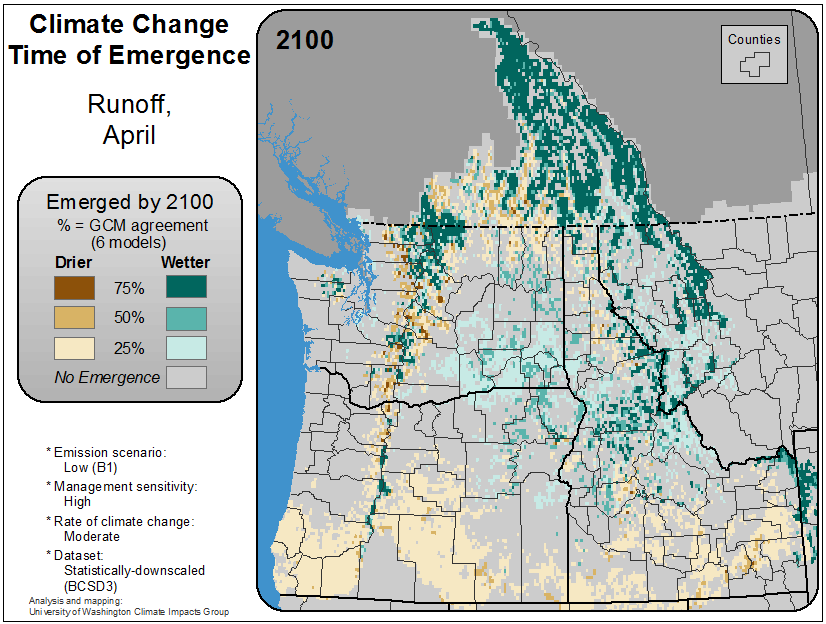 Climate Change
Time of Emergence
Runoff,
April
Emerged by 2100
% = GCM agreement
(6 models)
Drier Wetter
75%
50%
25%
No Emergence
* Emission scenario:
Low (B1)
* Management sensitivity:
High
* Rate of climate change:
Moderate
* Dataset:
Statistically-downscaled
(BCSD3)
Analysis and mapping:
University of Washington Climate Impacts Group
2100
Counties